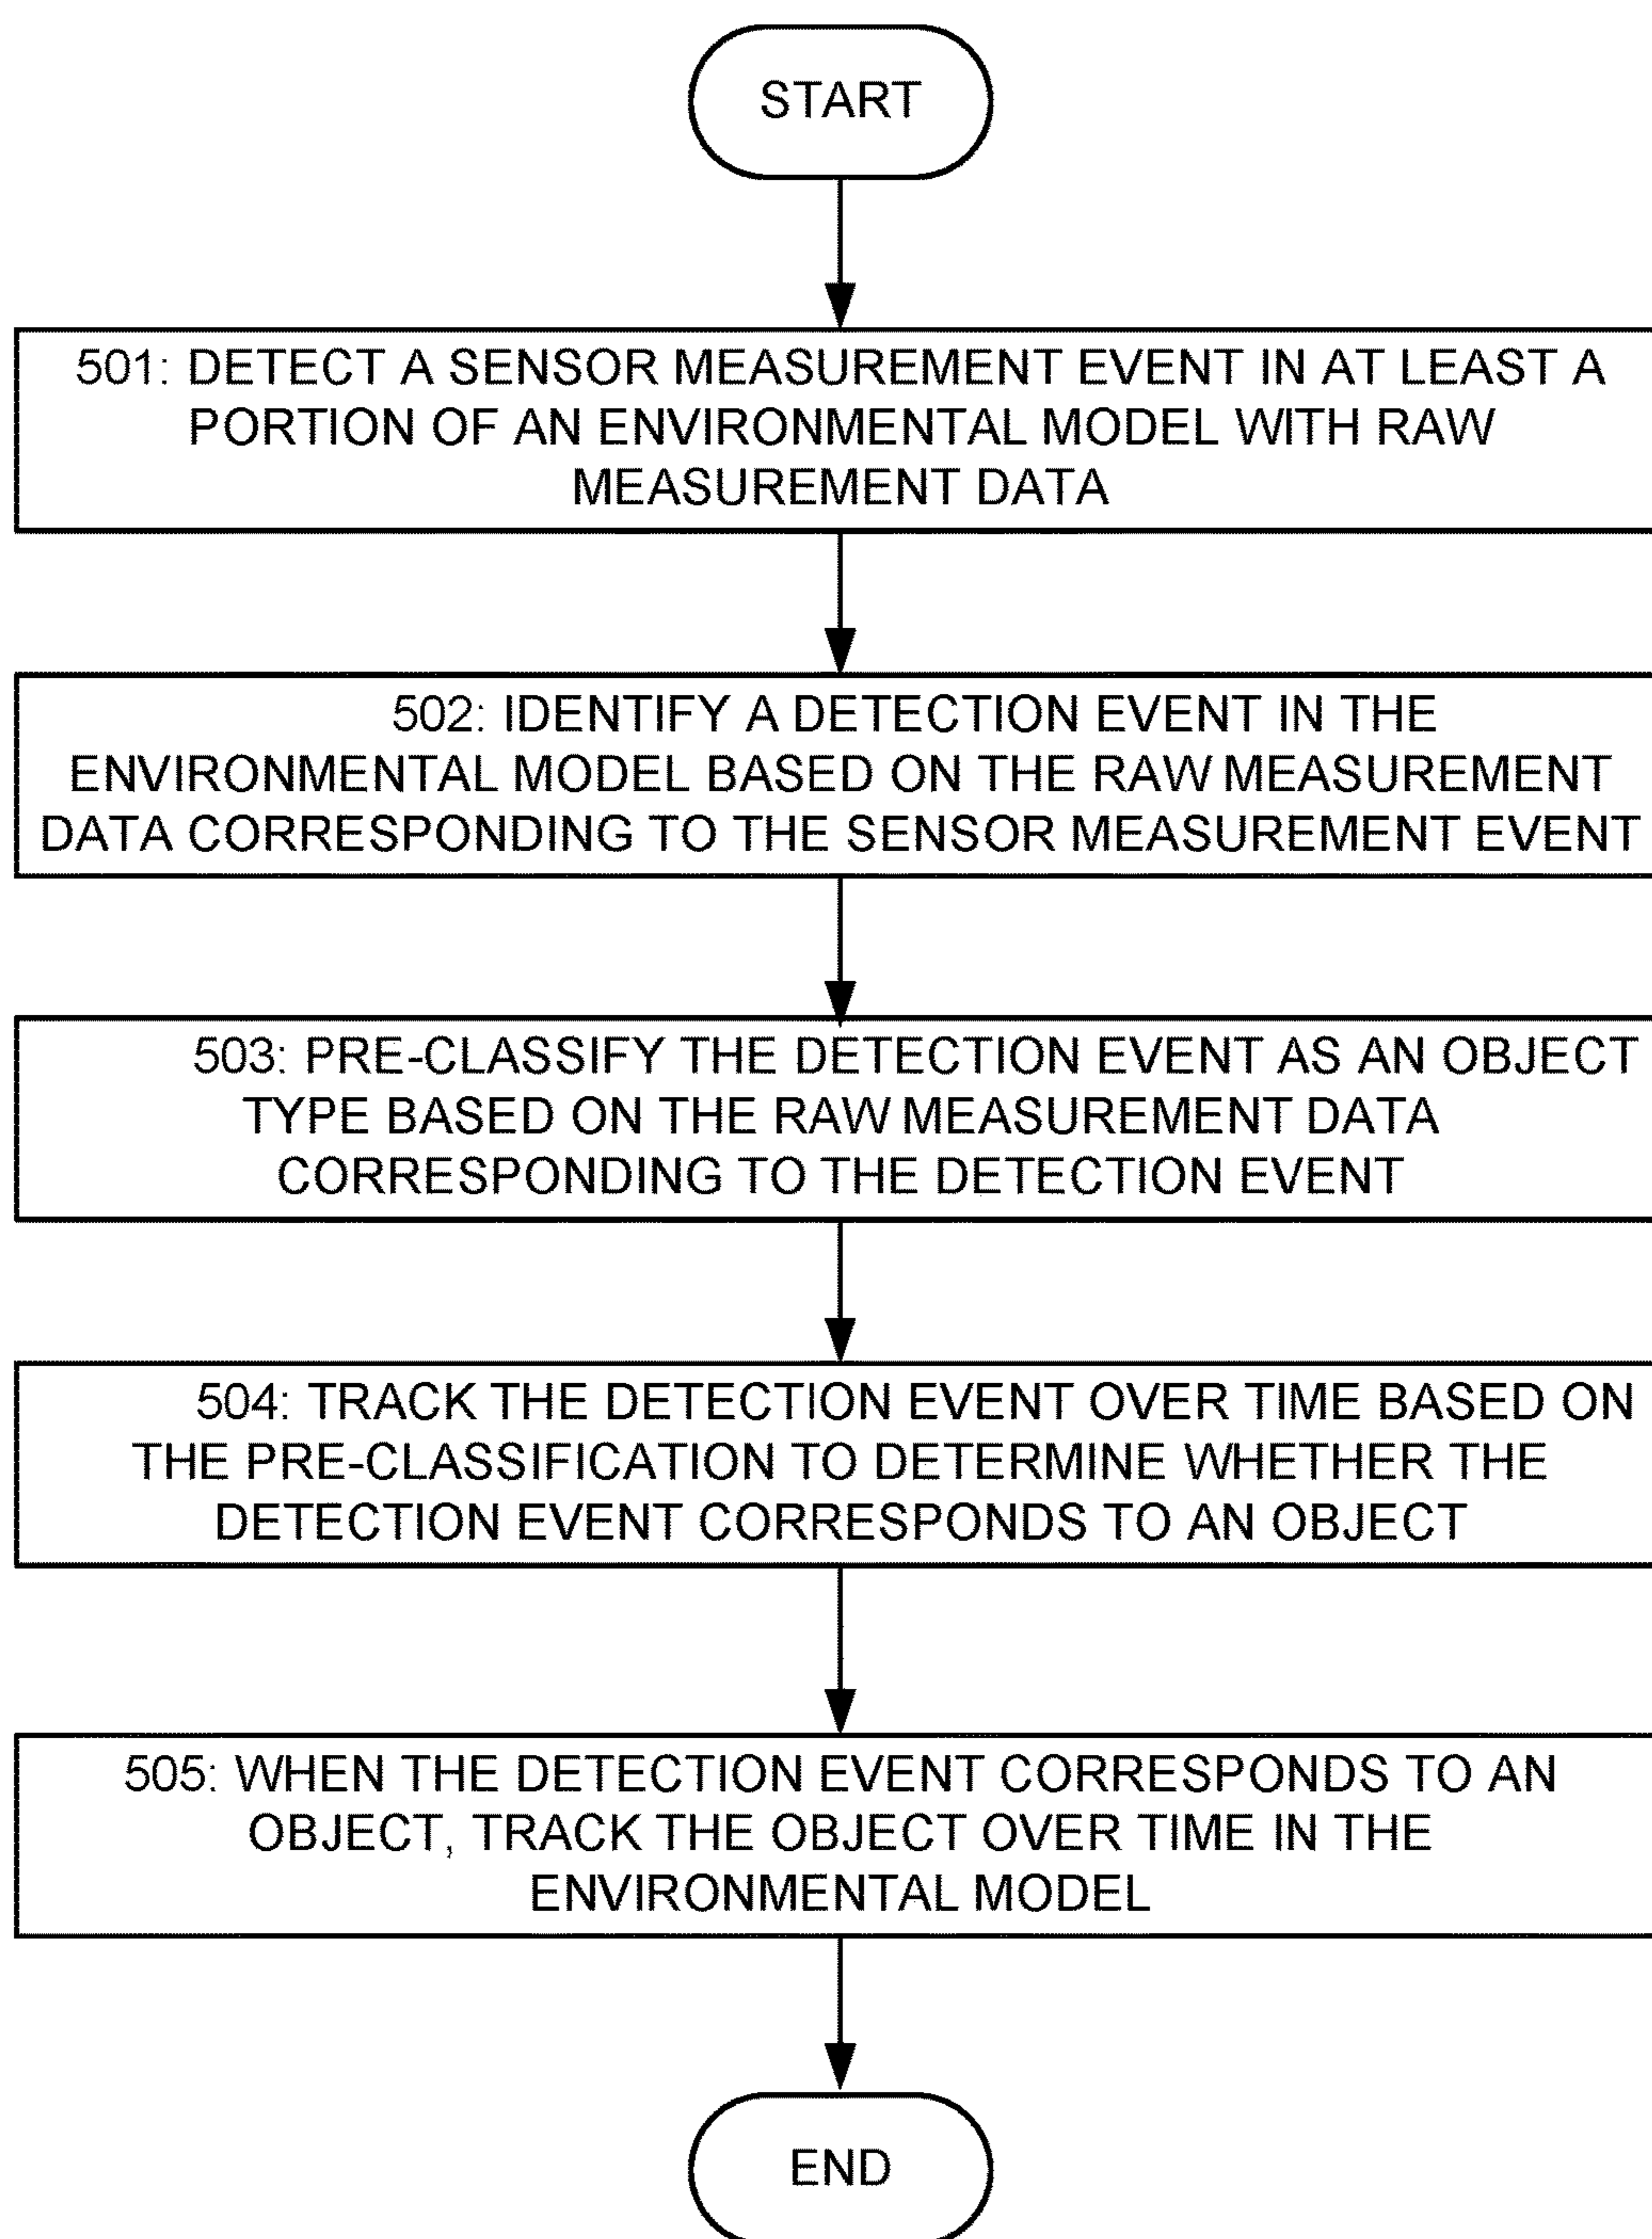 START
501: DETECT A SENSOR MEASUREMENT EVENT IN AT LEAST A
PORTION OF AN ENVIRONMENTAL MODEL WITH RAW
MEASUREMENT DATA
502: IDENTIFY A DETECTION EVENT IN THE
ENVIRONMENTAL MODEL BASED ON THE RAW MEASUREMENT
DATA CORRESPONDING TO THE SENSOR MEASUREMENT EVENT
503: PRE-CLASSIFY THE DETECTION EVENT AS AN OBJECT
TYPE BASED ON THE RAW MEASUREMENT DATA
CORRESPONDING TO THE DETECTION EVENT
504: TRACK THE DETECTION EVENT OVER TIME BASED ON
THE PRE-CLASSIFICATION TO DETERMINE WHETHER THE
DETECTION EVENT CORRESPONDS TO AN OBJECT
505: WHEN THE DETECTION EVENT CORRESPONDS TO AN
OBJECT, TRACK THE OBJECT OVER TIME IN THE
ENVIRONMENTAL MODEL
END